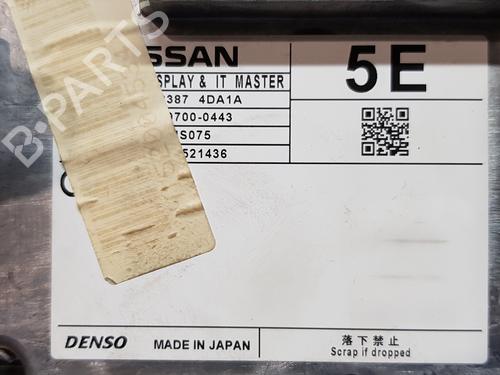 NISSAN
5E
SPLAY & IT MASTER
387 4DA1A
0700-0443
S075
521436
DENSO
MADE IN JAPAN
落下禁止
Scrap if dropped
B-PARTS